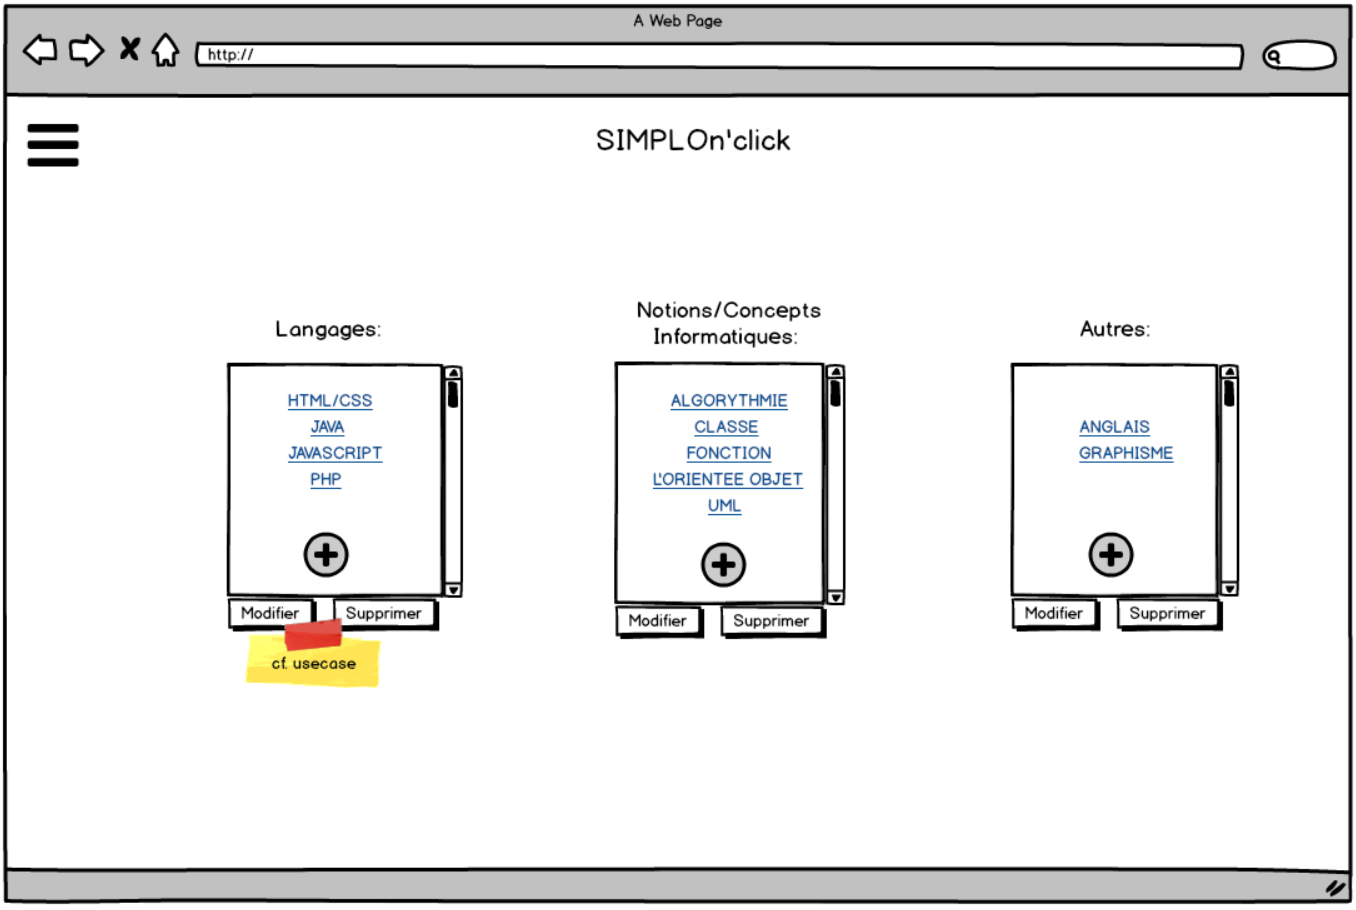 A Web Page
http://
SIMPLOn'click
Langages:
HTML/CSS
JAVA
JAVASCRIPT
PHP
Modifier
Supprimer
cf. usecase
Notions/Concepts
Informatiques:
ALGORYTHMIE
CLASSE
FONCTION
L'ORIENTEE OBJET
UML
Modifier
Supprimer
Autres:
ANGLAIS
GRAPHISME
Modifier
Supprimer